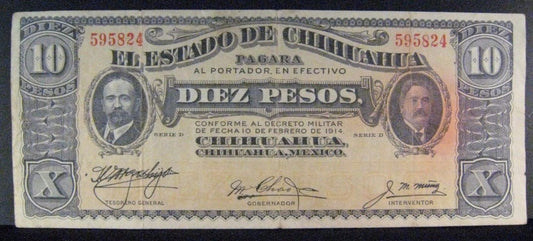 DIEZ 10 PESOS
595824 595824
DIEZ 10 PESOS
EL ESTADO DE CHIHUAHUA
PAGARA
AL PORTADOR, EN EFECTIVO
DIEZ PESOS,
CONFORME AL DECRETO MILITAR
SERIE D DE FECHA 10 DE FEBRERO DE 1914. SERIE D
CHIHUAHUA,
CHIHUAHUA, MEXICO.
X X
TESORERO GENERAL GOBERNADOR INTERVENTOR